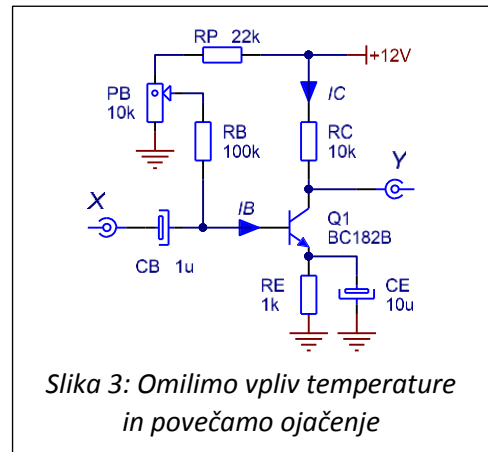 RP 22k
+12V
PB
10k
IC
RB
100k
RC
10k
X
Y
IB
Q1
BC182B
CB 1u
RE
1k
CE
10u
Slika 3: Omilimo vpliv temperature
in povečamo ojačenje